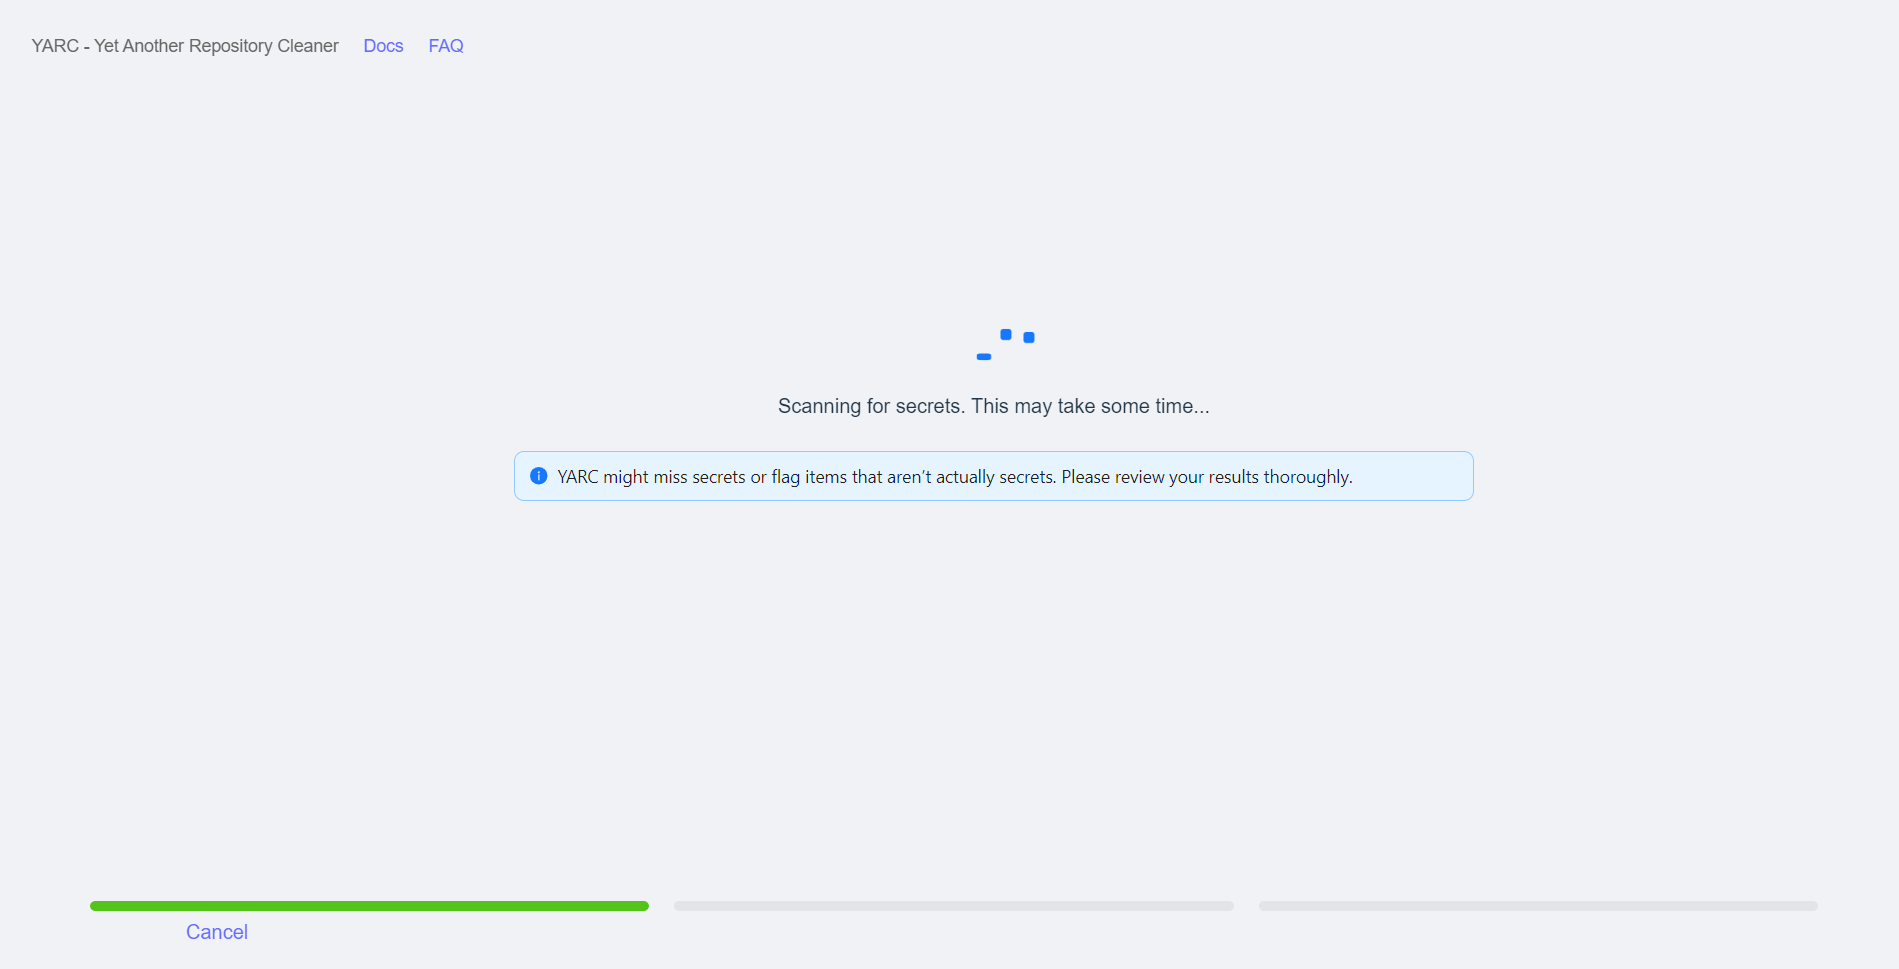 YARC - Yet Another Repository Cleaner Docs FAQ
Scanning for secrets. This may take some time...
YARC might miss secrets or flag items that aren't actually secrets. Please review your results thoroughly.
Cancel